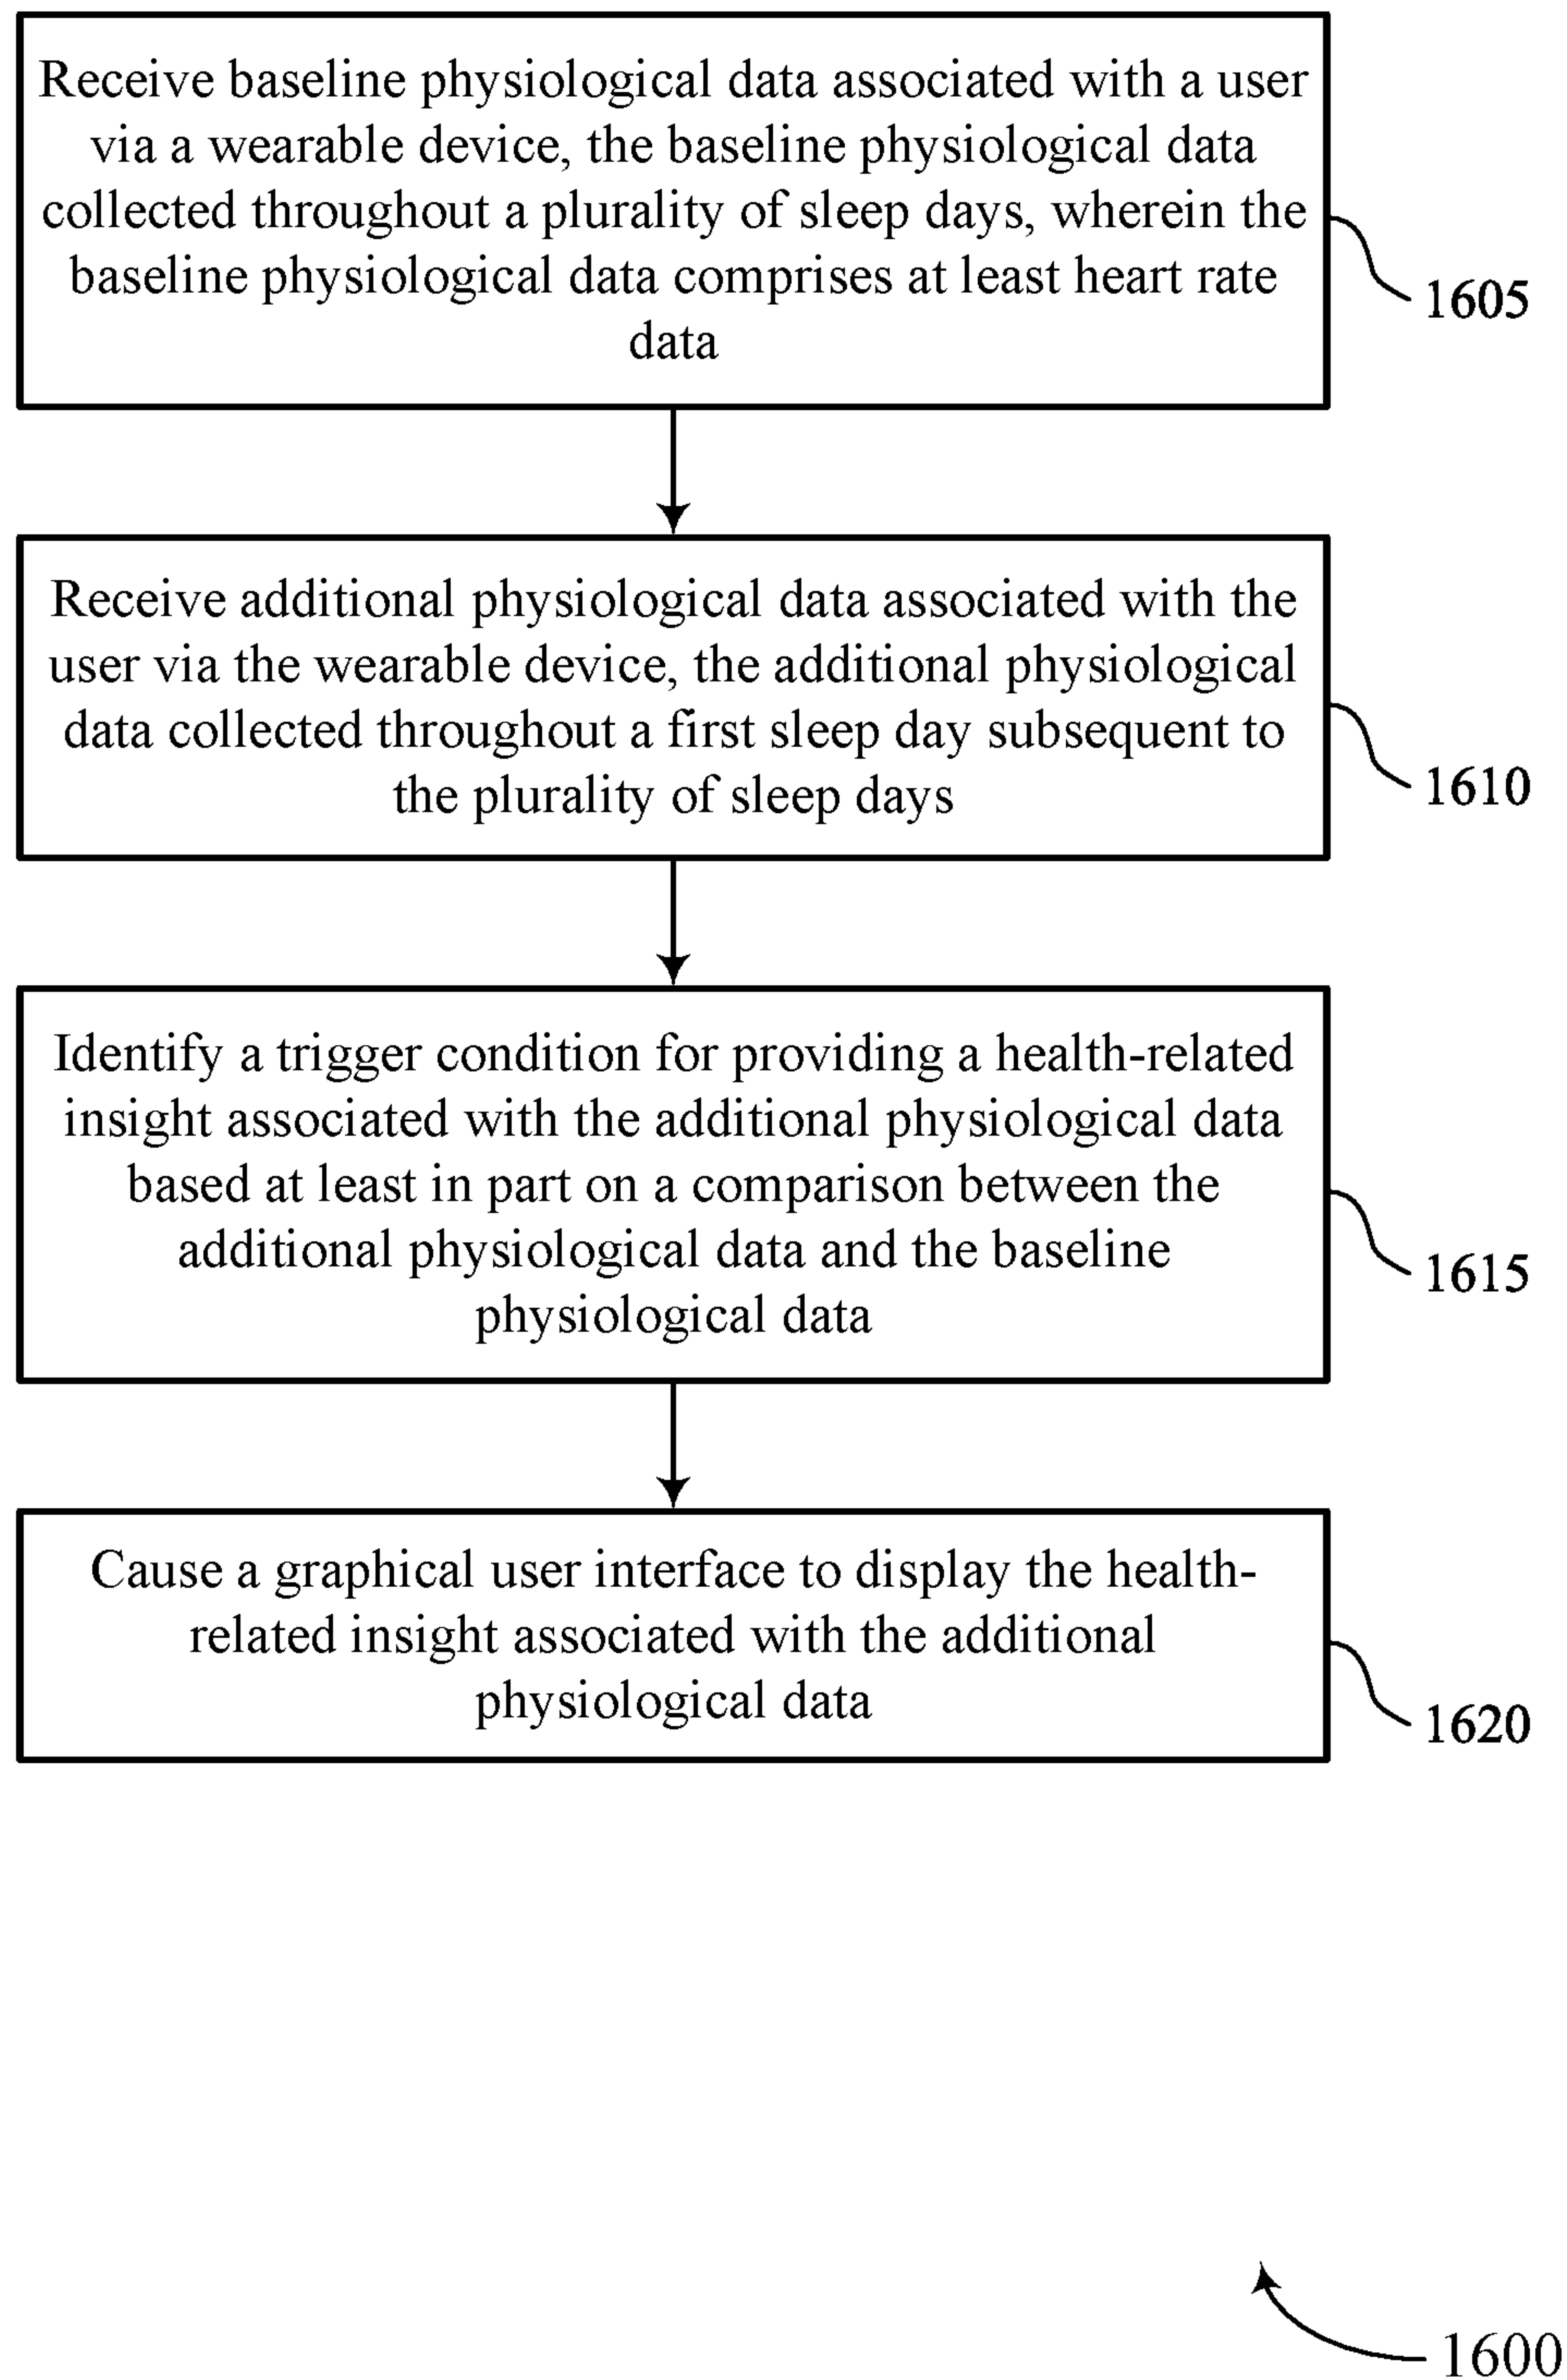 Receive baseline physiological data associated with a user
via a wearable device, the baseline physiological data
collected throughout a plurality of sleep days, wherein the
baseline physiological data comprises at least heart rate
data
1605
Receive additional physiological data associated with the
user via the wearable device, the additional physiological
data collected throughout a first sleep day subsequent to
the plurality of sleep days
1610
Identify a trigger condition for providing a health-related
insight associated with the additional physiological data
based at least in part on a comparison between the
additional physiological data and the baseline
physiological data
1615
Cause a graphical user interface to display the health-
related insight associated with the additional
physiological data
1620
1600